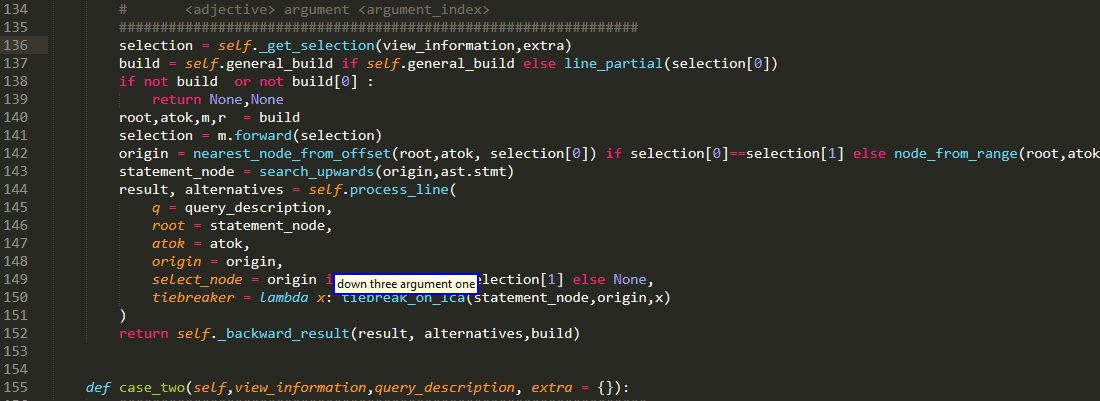 134 #       <adjective> argument <argument_index>
135 ###############################################################
136 selection = self._get_selection(view_information,extra)
137 build = self.general_build if self.general_build else line_partial(selection[0])
138 if not build  or not build[0] :
139     return None,None
140 root,atok,m,r  = build
141 selection = m.forward(selection)
142 origin = nearest_node_from_offset(root,atok, selection[0]) if selection[0]==selection[1] else node_from_range(root,atok
143 statement_node = search_upwards(origin,ast.stmt)
144 result, alternatives = self.process_line(
145     q = query_description,
146     root = statement_node,
147     atok = atok,
148     origin = origin,
149     select_node = origin i down three argument one election[1] else None,
150     tiebreaker = lambda x: tiebreak_on_lca(statement_node,origin,x)
151 )
152 return self._backward_result(result, alternatives,build)
153
154
155 def case_two(self,view_information,query_description, extra = {}):